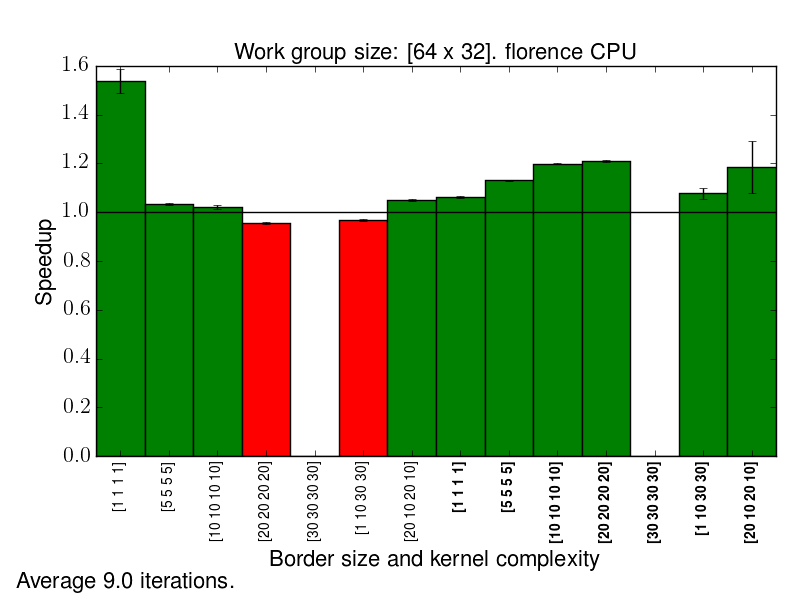 Work group size: [64 x 32]. florence CPU
1.6
1.4
1.2
1.0
0.8
0.6
0.4
0.2
0.0
Speedup
[1 1 1 1]
[5 5 5 5]
[10 10 10 10]
[20 20 20 20]
[30 30 30 30]
[1 10 30 30]
[20 10 20 10]
[1 1 1 1]
[5 5 5 5]
[10 10 10 10]
[20 20 20 20]
[30 30 30 30]
[1 10 30 30]
[20 10 20 10]
Border size and kernel complexity
Average 9.0 iterations.